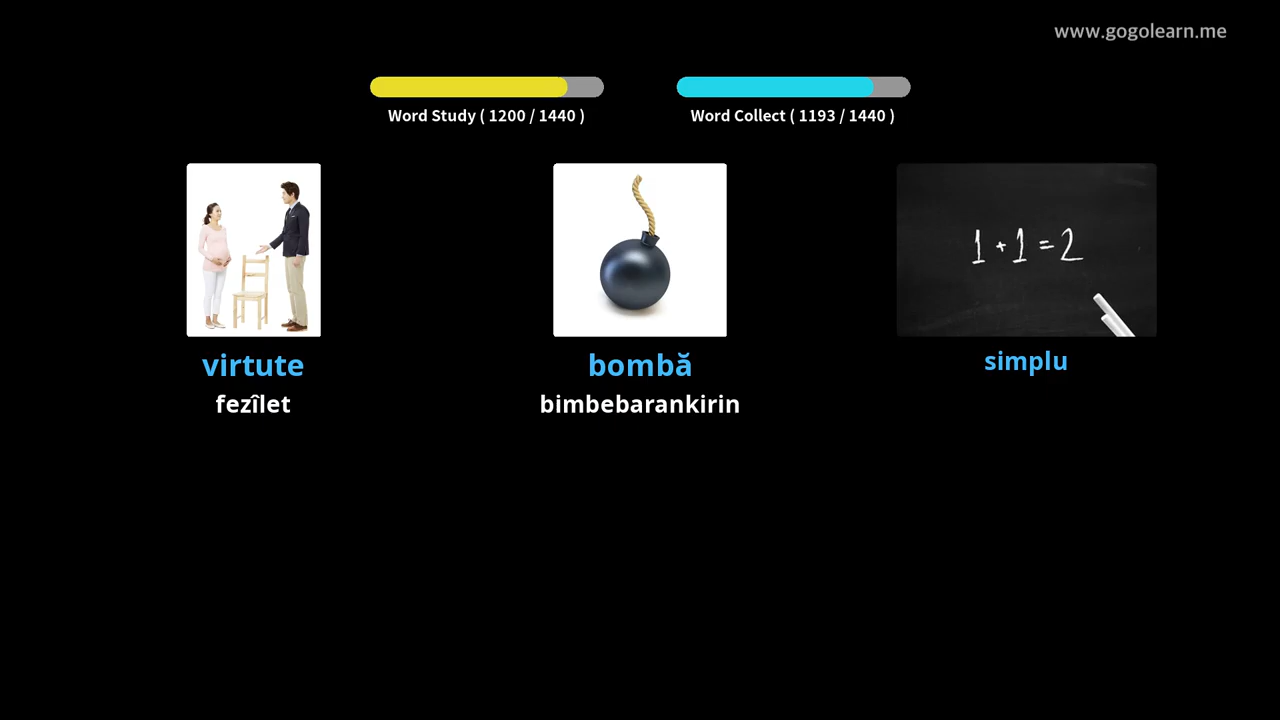 www.gogolearn.me
Word Study ( 1200 / 1440 )
Word Collect ( 1193 / 1440 )
1 + 1 = 2
virtute
bombă
simplu
fezîlet
bimbebarankirin